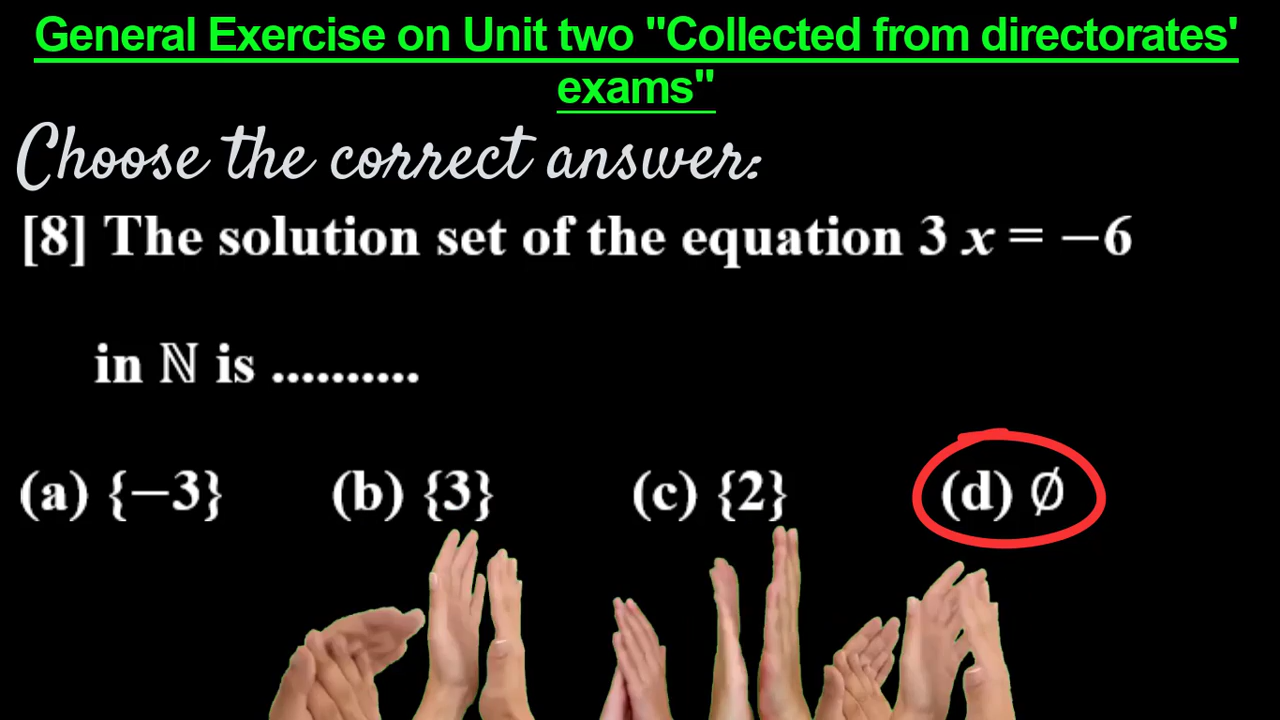 General Exercise on Unit two "Collected from directorates'
exams"
Choose the correct answer:
[8] The solution set of the equation 3 x = −6
in ℕ is ..........
(a) {−3} (b) {3} (c) {2} (d) ∅